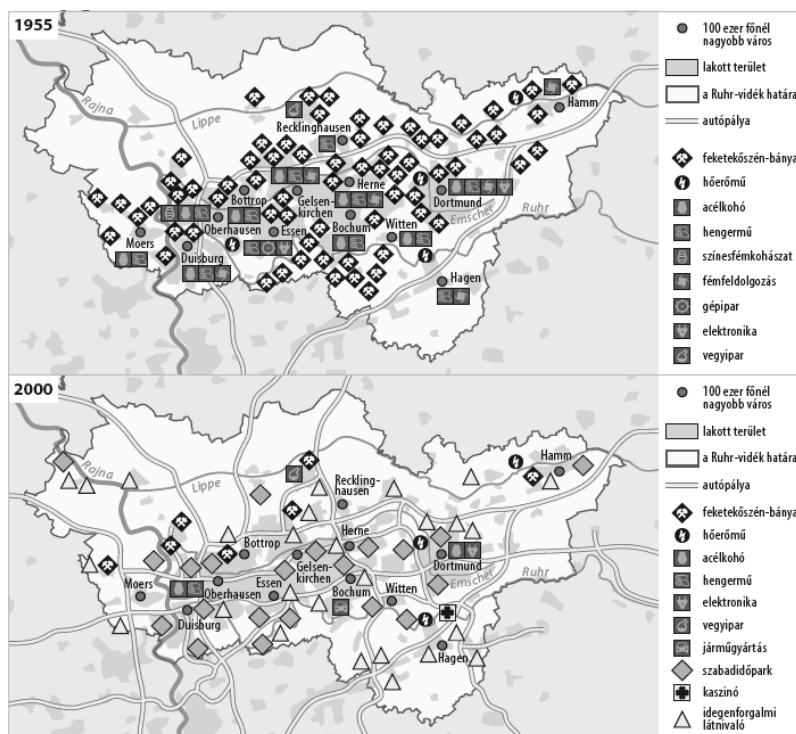 1955
100 ezer főnél
nagyobb város
lakott terület
a Ruhr-vidék határa
autópálya
feketekőszén-bánya
hőerőmű
acélkohó
hengermű
színesfémkohászat
fémfeldolgozás
gépipar
elektronika
vegyipar
Rajna
Lippe
Recklinghausen
Hamm
Bottrop
Gelsen-
kirchen
Herne
Dortmund
Emscher
Ruhr
Oberhausen
Essen
Bochum
Witten
Moers
Duisburg
Hagen
2000
100 ezer főnél
nagyobb város
lakott terület
a Ruhr-vidék határa
autópálya
feketekőszén-bánya
hőerőmű
acélkohó
hengermű
elektronika
vegyipar
járműgyártás
szabadidőpark
kaszinó
idegenforgalmi
látnivaló
Rajna
Lippe
Reckling-
hausen
Hamm
Bottrop
Herne
Gelsen-
kirchen
Dortmund
Emscher
Ruhr
Moers
Oberhausen
Essen
Bochum
Witten
Duisburg
Hagen